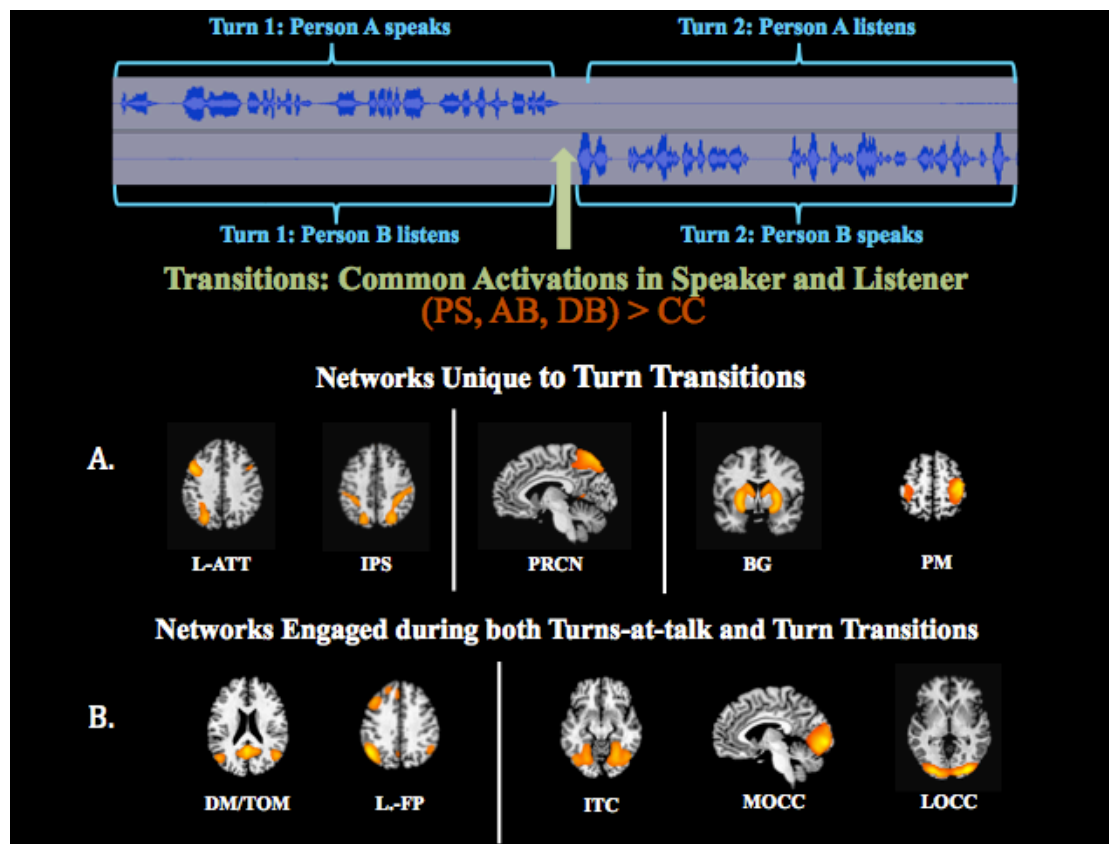 Turn 1: Person A speaks
Turn 2: Person A listens
Turn 1: Person B listens
Turn 2: Person B speaks
Transitions: Common Activations in Speaker and Listener
(PS, AB, DB) > CC
Networks Unique to Turn Transitions
A.
L-ATT
IPS
PRCN
BG
PM
Networks Engaged during both Turns-at-talk and Turn Transitions
B.
DM/TOM
L.-FP
ITC
MOCC
LOCC